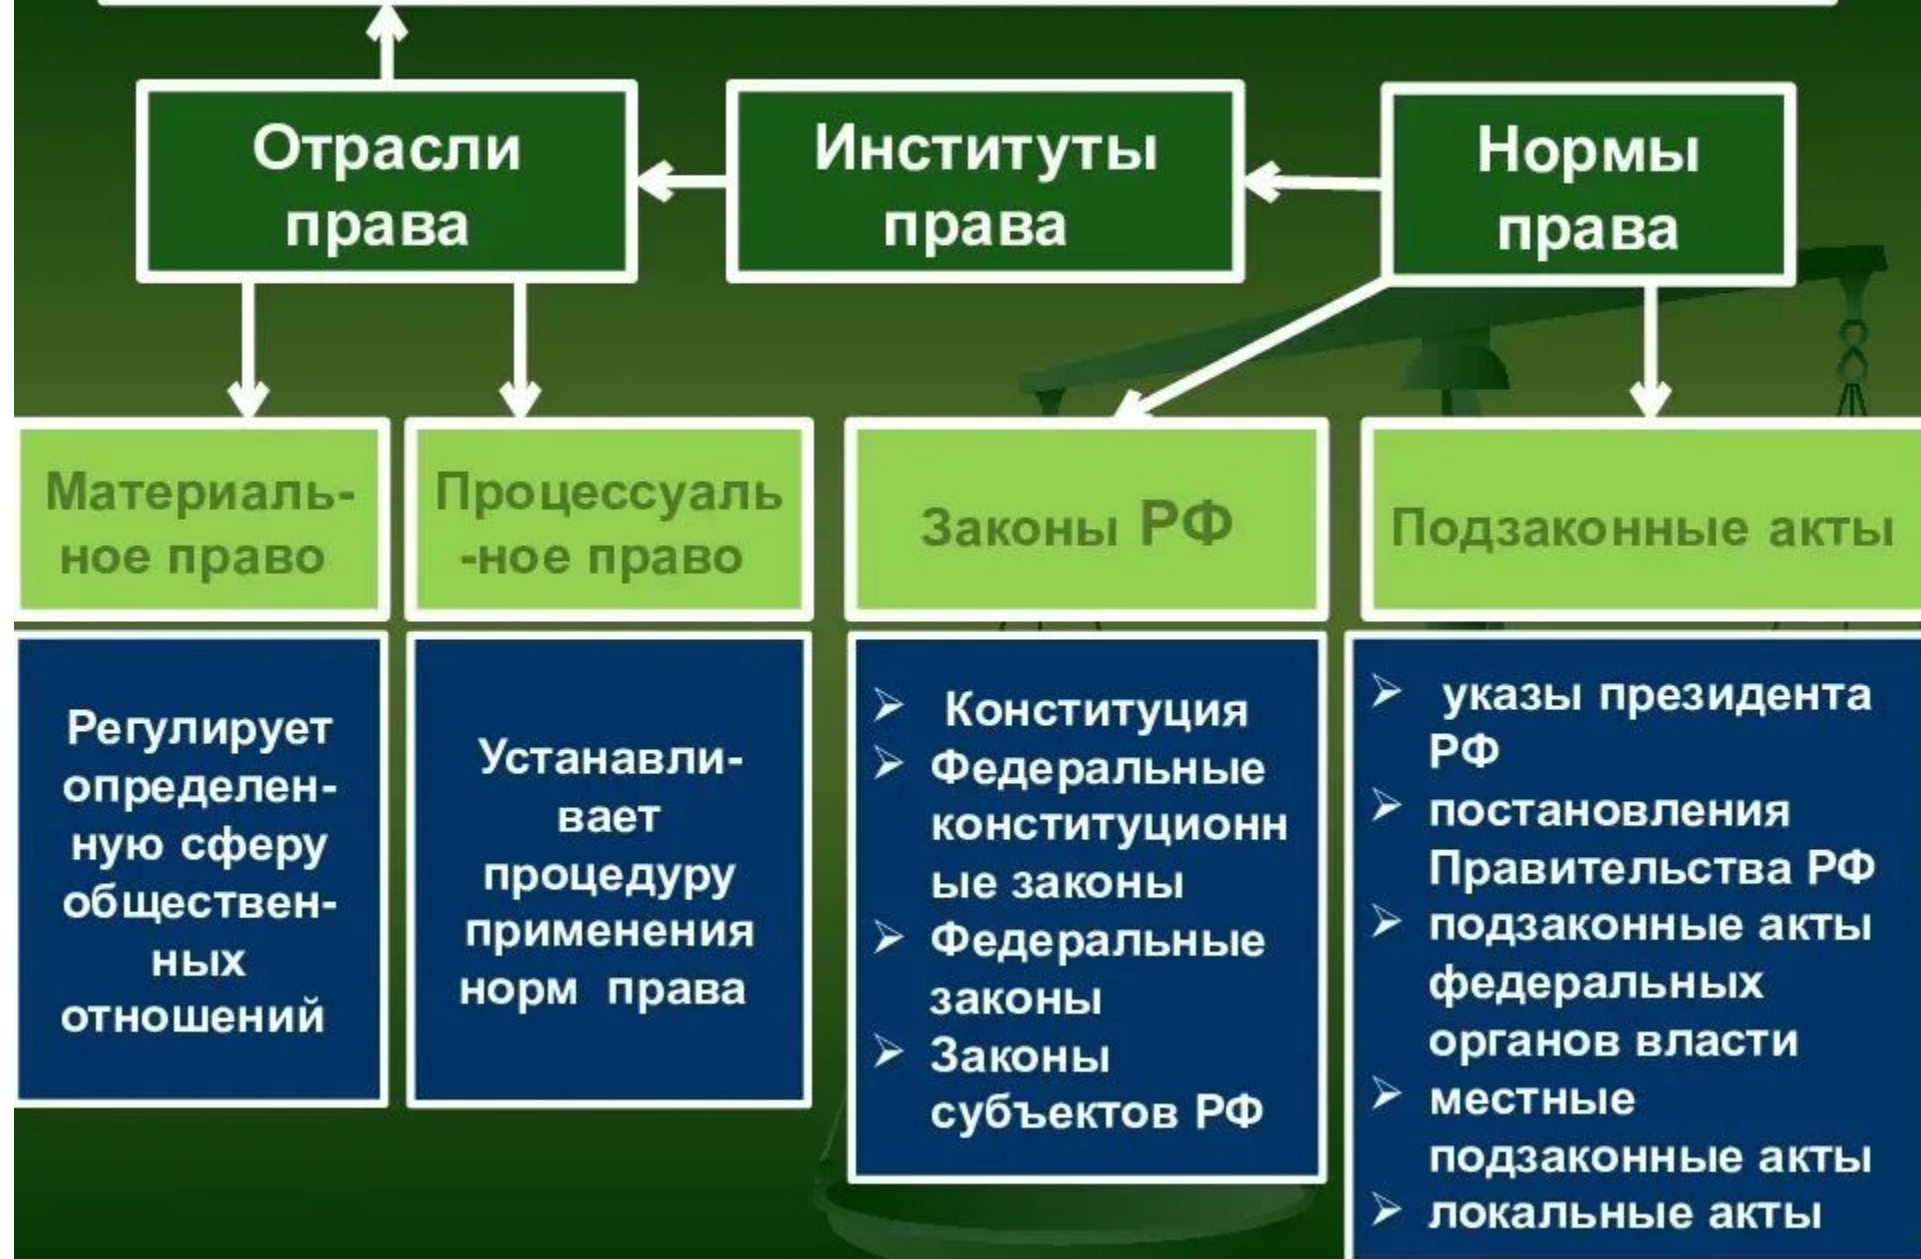 Отрасли
права
Институты
права
Нормы
права
Материаль-
ное право
Процессуаль
-ное право
Законы РФ
Подзаконные акты
Регулирует
определен-
ную сферу
обществен-
ных
отношений
Устанавли-
вает
процедуру
применения
норм права
➢ Конституция
➢ Федеральные
конституционн
ые законы
➢ Федеральные
законы
➢ Законы
субъектов РФ
➢ указы президента
РФ
➢ постановления
Правительства РФ
➢ подзаконные акты
федеральных
органов власти
➢ местные
подзаконные акты
➢ локальные акты